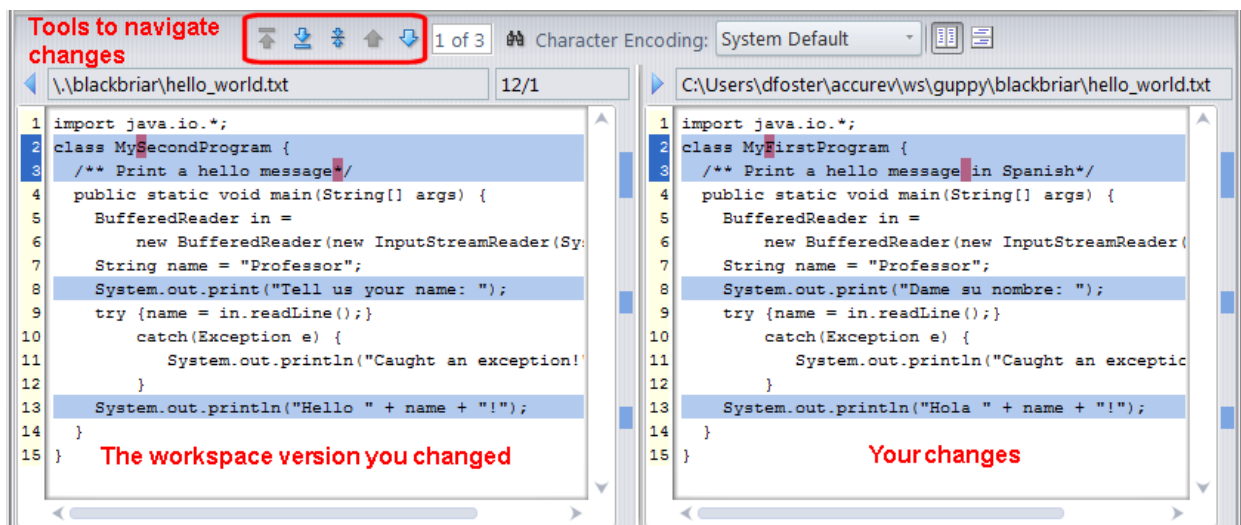 Tools to navigate changes
1 of 3 Character Encoding: System Default
\.\blackbriar\hello_world.txt 12/1
1 import java.io.*;
2 class MySecondProgram {
3 /** Print a hello message*/
4 public static void main(String[] args) {
5 BufferedReader in =
6 new BufferedReader(new InputStreamReader(Sy
7 String name = "Professor";
8 System.out.print("Tell us your name: ");
9 try {name = in.readLine();}
10 catch(Exception e) {
11 System.out.println("Caught an exception!
12 }
13 System.out.println("Hello " + name + "!");
14 }
15 }
The workspace version you changed
C:\Users\dfoster\accurev\ws\guppy\blackbriar\hello_world.txt
1 import java.io.*;
2 class MyFirstProgram {
3 /** Print a hello message in Spanish*/
4 public static void main(String[] args) {
5 BufferedReader in =
6 new BufferedReader(new InputStreamReader(
7 String name = "Professor";
8 System.out.print("Dame su nombre: ");
9 try {name = in.readLine();}
10 catch(Exception e) {
11 System.out.println("Caught an exceptic
12 }
13 System.out.println("Hola " + name + "!");
14 }
15 }
Your changes